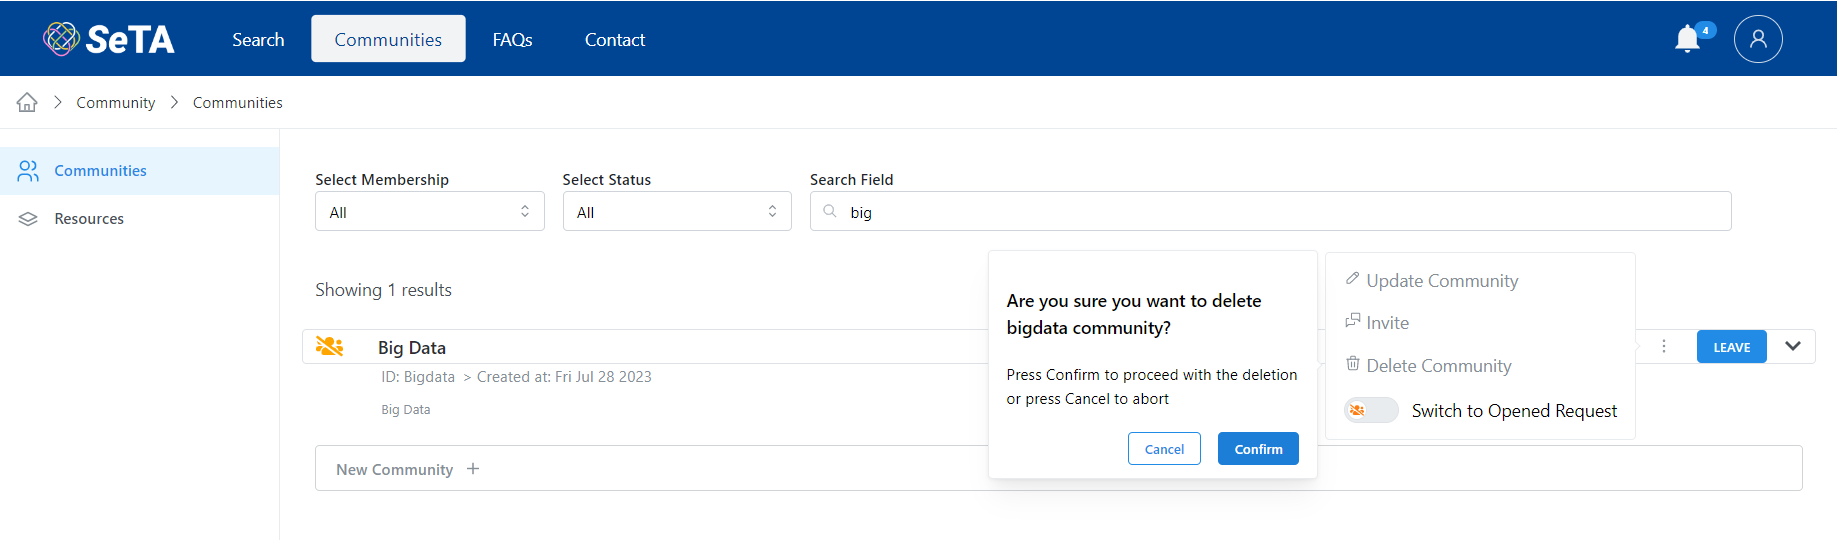 SeTA
Search
Communities
FAQs
Contact
4
Community
Communities
Communities
Resources
Select Membership
Select Status
Search Field
All
All
big
Showing 1 results
Big Data
ID: Bigdata > Created at: Fri Jul 28 2023
Big Data
New Community +
Are you sure you want to delete
bigdata community?
Press Confirm to proceed with the deletion
or press Cancel to abort
Cancel
Confirm
Update Community
Invite
Delete Community
Switch to Opened Request
LEAVE